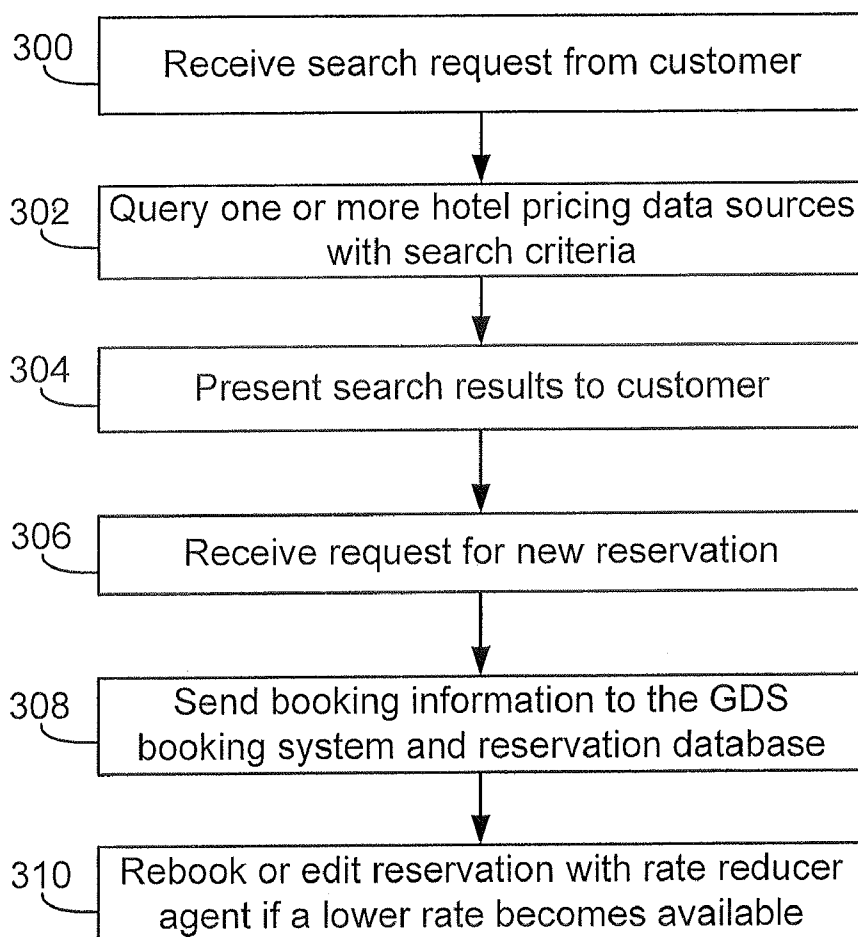 300
Receive search request from customer
302
Query one or more hotel pricing data sources
with search criteria
304
Present search results to customer
306
Receive request for new reservation
308
Send booking information to the GDS
booking system and reservation database
310
Rebook or edit reservation with rate reducer
agent if a lower rate becomes available